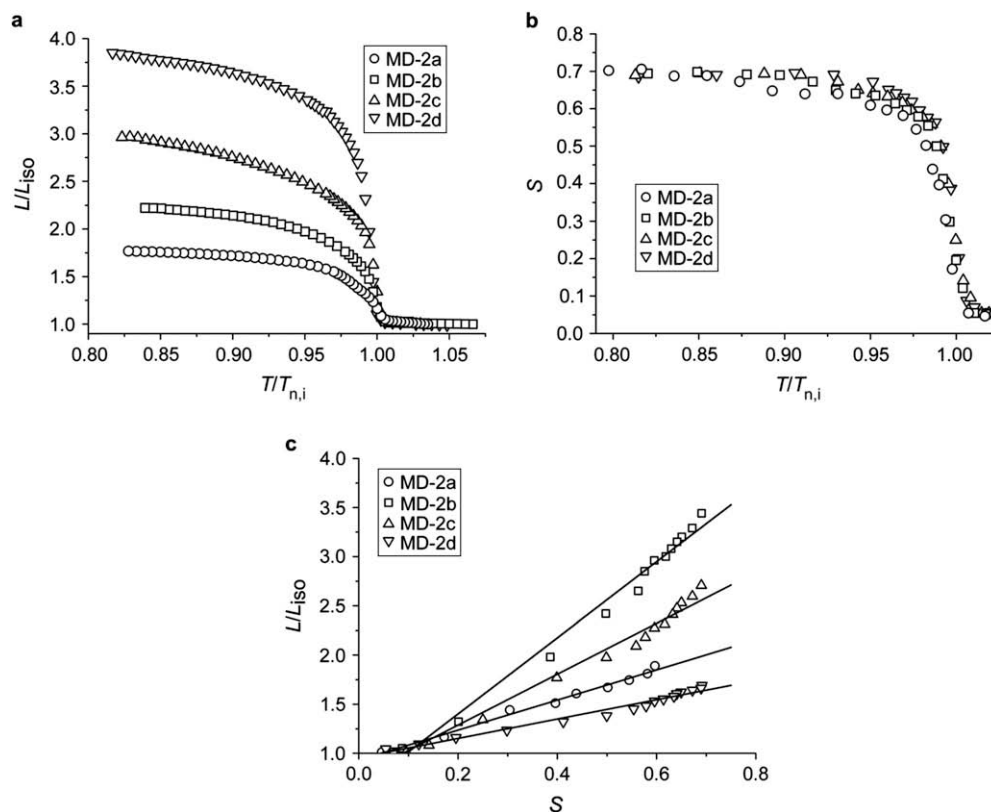 a
4.0
3.5
3.0
2.5
2.0
1.5
1.0
L/Liso
0.80 0.85 0.90 0.95 1.00 1.05
T/Tn,i
MD-2a
MD-2b
MD-2c
MD-2d
b
0.8
0.7
0.6
0.5
0.4
0.3
0.2
0.1
0.0
S
0.80 0.85 0.90 0.95 1.00
T/Tn,i
MD-2a
MD-2b
MD-2c
MD-2d
c
4.0
3.5
3.0
2.5
2.0
1.5
1.0
L/Liso
0.0 0.2 0.4 0.6 0.8
S
MD-2a
MD-2b
MD-2c
MD-2d